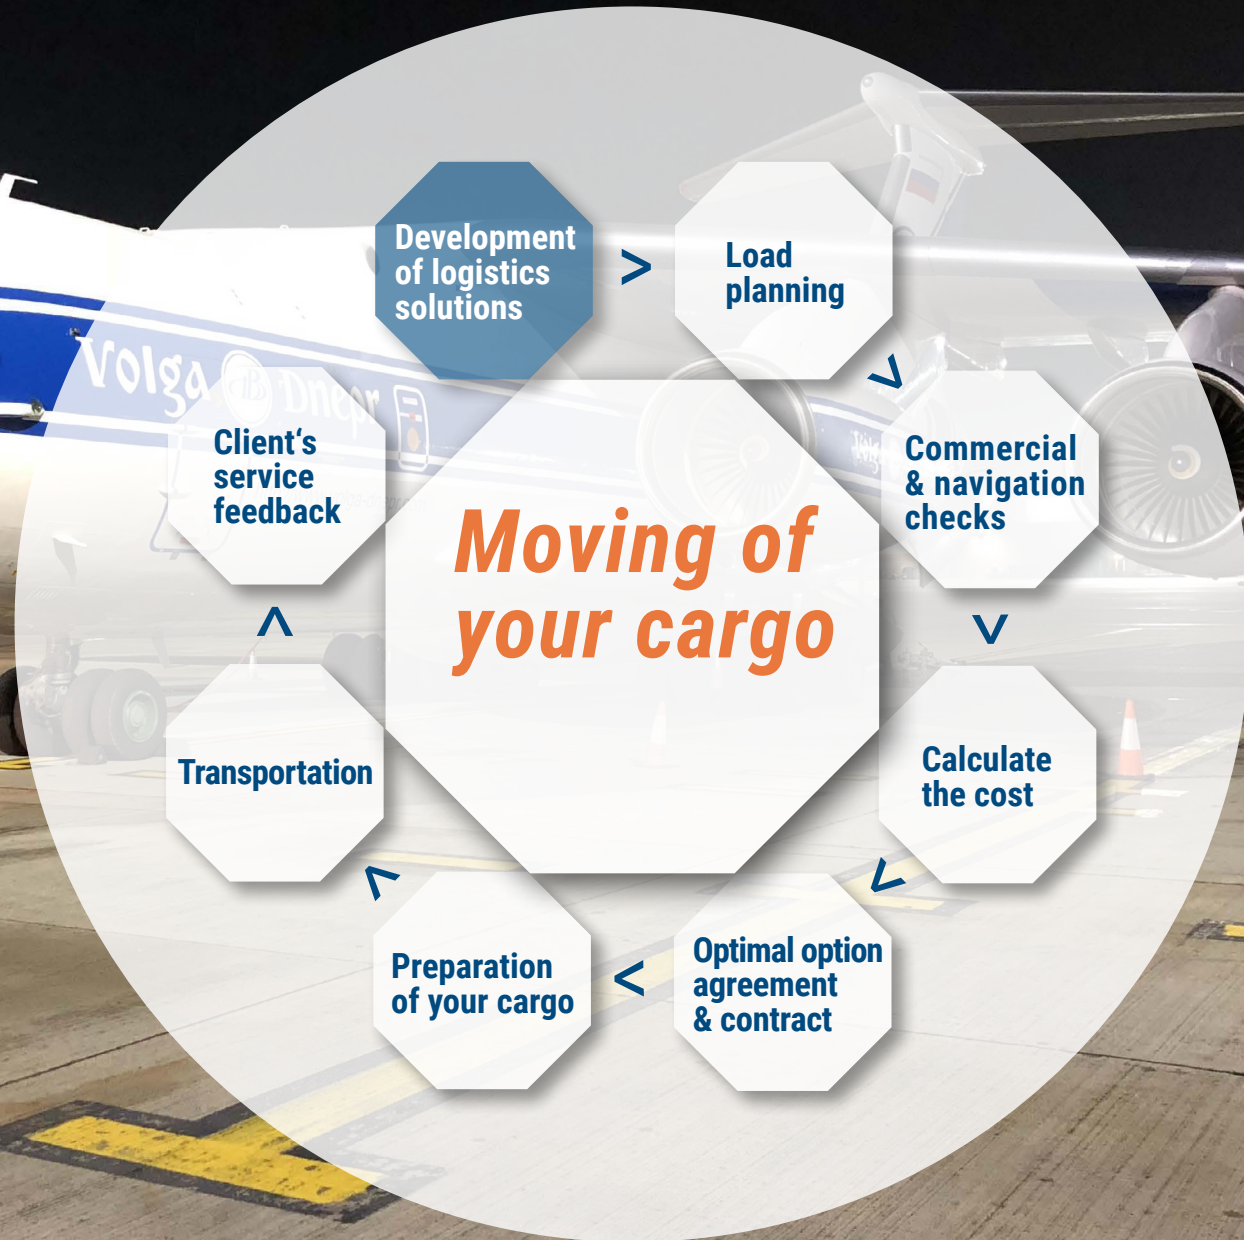 Development
of logistics
solutions
>
Load
planning
>
Commercial
& navigation
checks
>
Calculate
the cost
>
Optimal option
agreement
& contract
<
Preparation
of your cargo
>
Transportation
>
Client‘s
service
feedback
Moving of
your cargo
Volga Dnepr